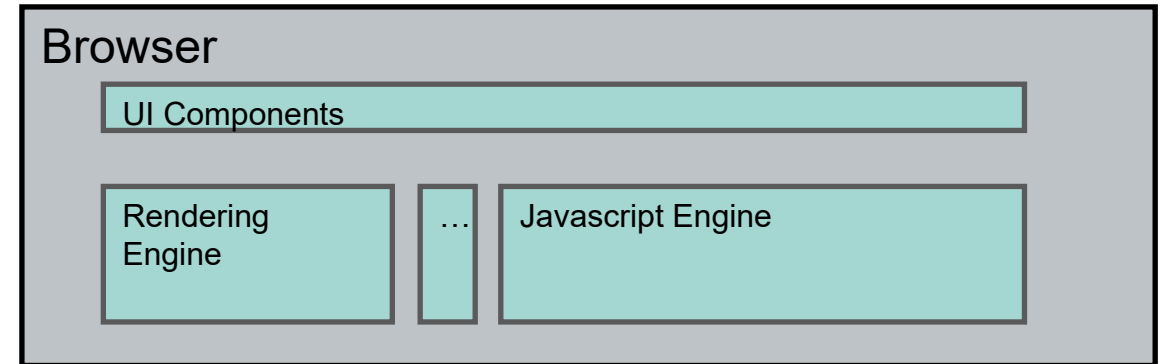 Browser
UI Components
Rendering
Engine
…
Javascript Engine